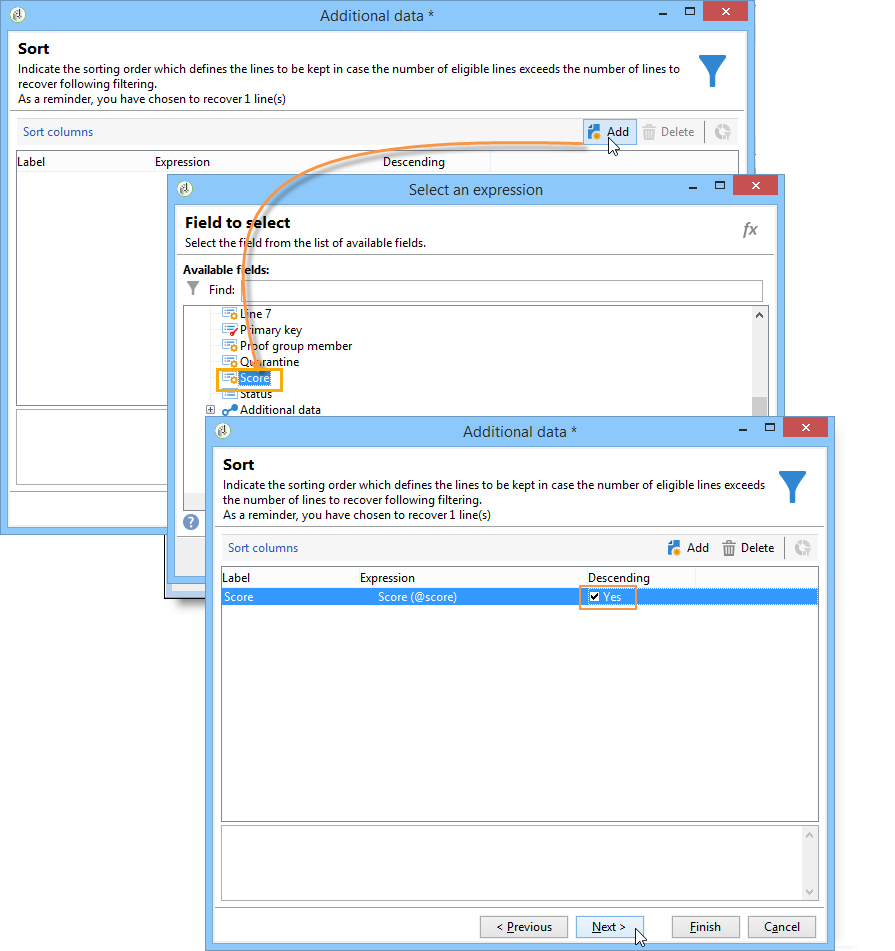 Additional data *
Sort
Indicate the sorting order which defines the lines to be kept in case the number of eligible lines exceeds the number of lines to
recover following filtering.
As a reminder, you have chosen to recover 1 line(s)
Sort columns
Add
Delete
Label
Expression
Descending
Select an expression
Field to select
Select the field from the list of available fields.
fx
Available fields:
Find:
Line 7
Primary key
Proof group member
Quarantine
Score
Status
Additional data
?
Additional data *
Sort
Indicate the sorting order which defines the lines to be kept in case the number of eligible lines exceeds
the number of lines to recover following filtering.
As a reminder, you have chosen to recover 1 line(s)
Sort columns
Add
Delete
Label
Expression
Descending
Score
Score (@score)
Yes
< Previous
Next >
Finish
Cancel